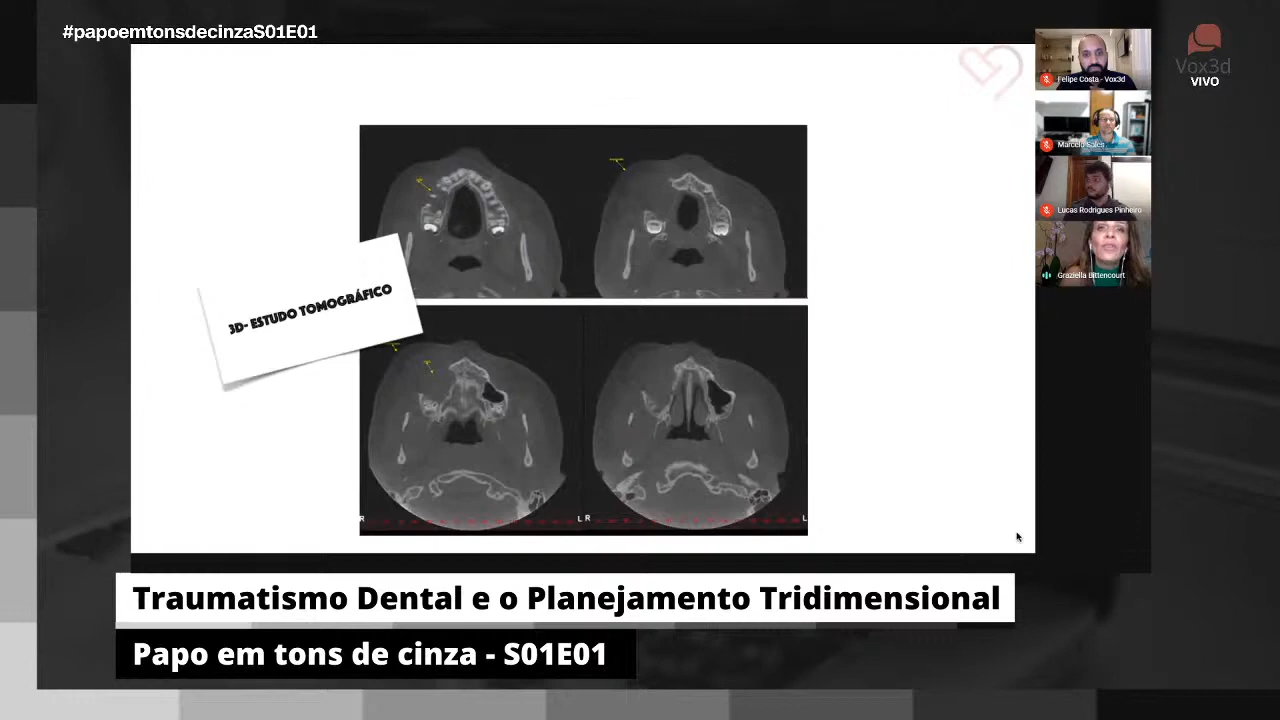 #papoemtonsdecinzaS01E01
Vox3d
VIVO
Felipe Costa - Vox3d
Marcelo Sales
Lucas Rodrigues Pinheiro
Graziella Bittencourt
3D- ESTUDO TOMOGRÁFICO
R
L R
L
Traumatismo Dental e o Planejamento Tridimensional
Papo em tons de cinza - S01E01